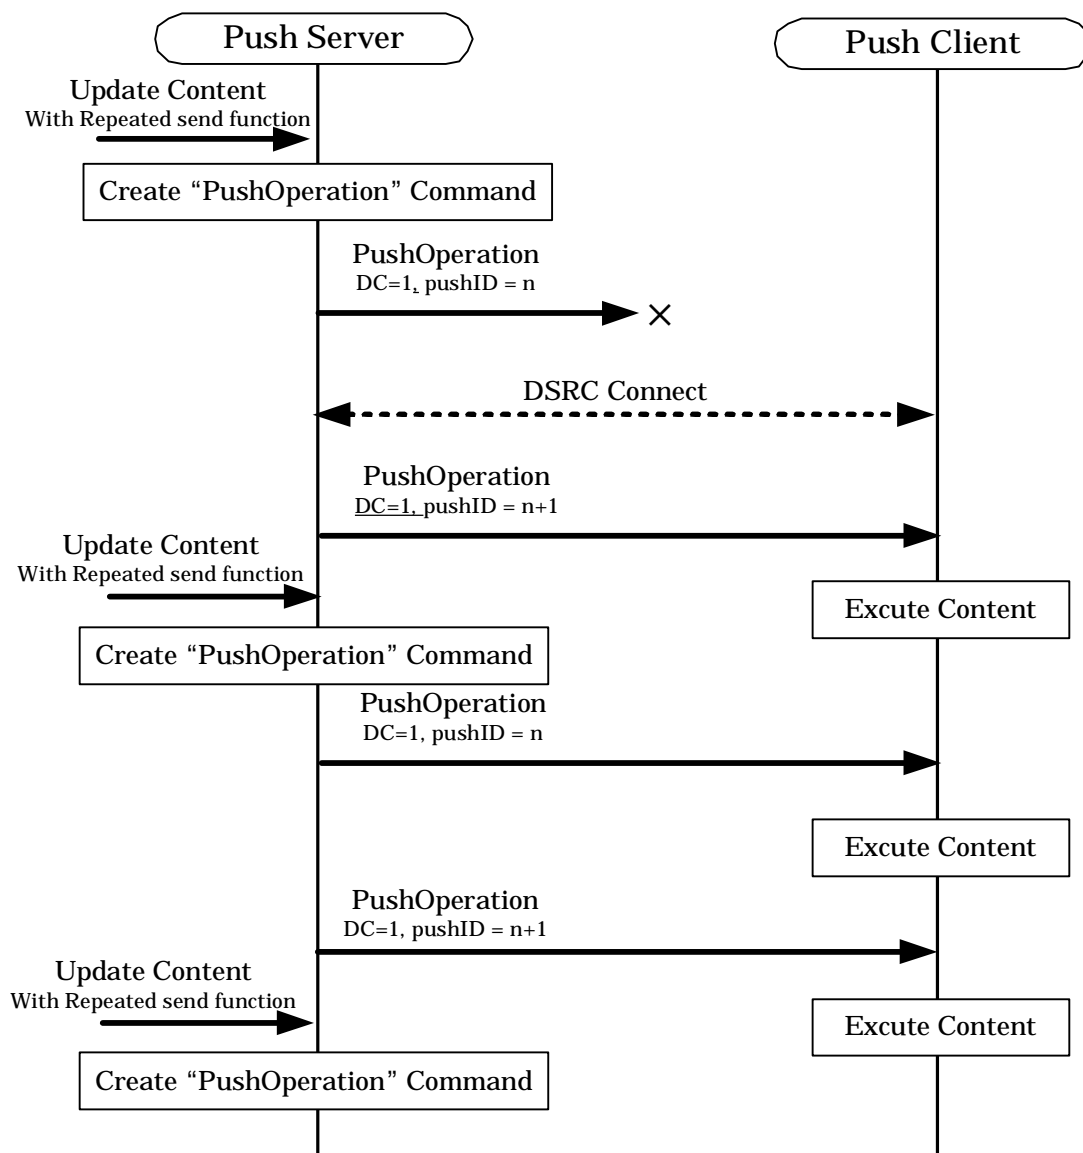 Push Server
Push Client
Update Content
With Repeated send function
Create “PushOperation” Command
PushOperation
DC=1, pushID = n
DSRC Connect
PushOperation
DC=1, pushID = n+1
Update Content
With Repeated send function
Excute Content
Create “PushOperation” Command
PushOperation
DC=1, pushID = n
Excute Content
PushOperation
DC=1, pushID = n+1
Update Content
With Repeated send function
Excute Content
Create “PushOperation” Command